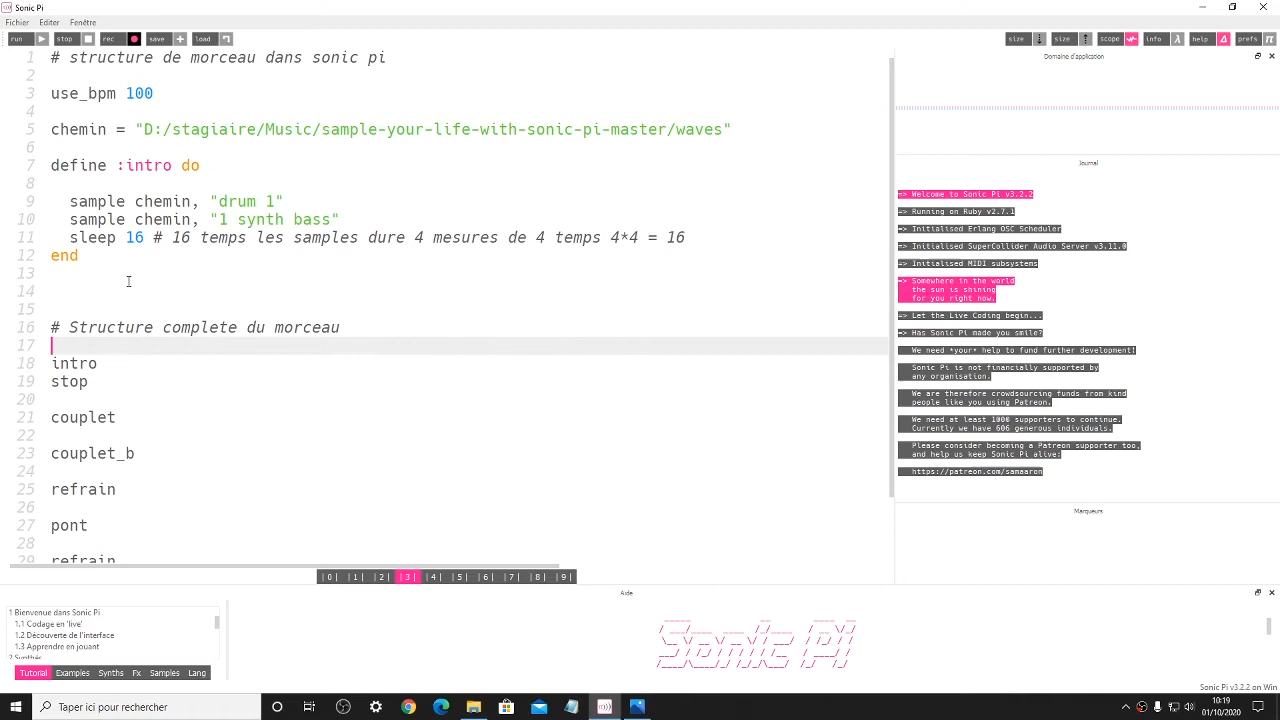 Sonic Pi
Fichier Editer Fenêtre
run stop rec save load size size scope info help prefs
1 # structure de morceau dans sonic pi
2
3 use_bpm 100
4
5 chemin = "D:/stagiaire/Music/sample-your-life-with-sonic-pi-master/waves"
6
7 define :intro do
8
9 sample chemin, "drum 1"
10 sample chemin, "1 synth bass"
11 sleep 16 # 16 temps les samples dure 4 mesures de 4 temps 4*4 = 16
12 end
13
14
15
16 # Structure complete du morceau
17
18 intro
19 stop
20
21 couplet
22
23 couplet_b
24
25 refrain
26
27 pont
28
29 refrain
|0| |1| |2| |3| |4| |5| |6| |7| |8| |9|
Domaine d'application
Journal
=> Welcome to Sonic Pi v3.2.2
=> Running on Ruby v2.7.1
=> Initialised Erlang OSC Scheduler
=> Initialised SuperCollider Audio Server v3.11.0
=> Initialised MIDI subsystems
=> Somewhere in the world
the sun is shining
for you right now.
=> Let the Live Coding begin...
=> Has Sonic Pi made you smile?
We need *your* help to fund further development!
Sonic Pi is not financially supported by
any organisation.
We are therefore crowdsourcing funds from kind
people like you using Patreon.
We need at least 1000 supporters to continue.
Currently we have 606 generous individuals.
Please consider becoming a Patreon supporter too,
and help us keep Sonic Pi alive:
https://patreon.com/samaaron
Marqueurs
Aide
1 Bienvenue dans Sonic Pi
1.1 Codage en 'live'
1.2 Découverte de l'interface
1.3 Apprendre en jouant
2 Synthés
Tutorial Examples Synths Fx Samples Lang
Sonic Pi
Sonic Pi v3.2.2 on Win
Taper ici pour rechercher
10:19
01/10/2020